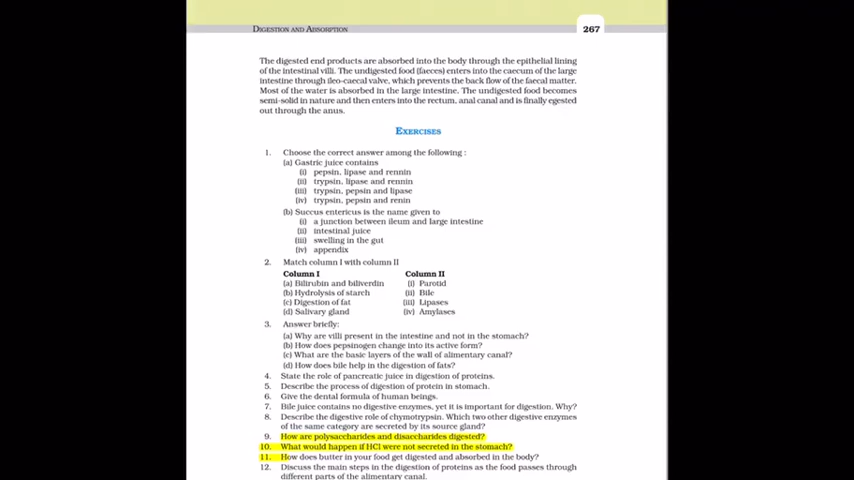 DIGESTION AND ABSORPTION 267
The digested end products are absorbed into the body through the epithelial lining
of the intestinal villi. The undigested food (faeces) enters into the caecum of the large
intestine through ileo-caecal valve, which prevents the back flow of the faecal matter.
Most of the water is absorbed in the large intestine. The undigested food becomes
semi-solid in nature and then enters into the rectum, anal canal and is finally egested
out through the anus.
EXERCISES
1. Choose the correct answer among the following :
(a) Gastric juice contains
(i) pepsin, lipase and rennin
(ii) trypsin, lipase and rennin
(iii) trypsin, pepsin and lipase
(iv) trypsin, pepsin and renin
(b) Succus entericus is the name given to
(i) a junction between ileum and large intestine
(ii) intestinal juice
(iii) swelling in the gut
(iv) appendix
2. Match column I with column II
Column I Column II
(a) Bilirubin and biliverdin (i) Parotid
(b) Hydrolysis of starch (ii) Bile
(c) Digestion of fat (iii) Lipases
(d) Salivary gland (iv) Amylases
3. Answer briefly:
(a) Why are villi present in the intestine and not in the stomach?
(b) How does pepsinogen change into its active form?
(c) What are the basic layers of the wall of alimentary canal?
(d) How does bile help in the digestion of fats?
4. State the role of pancreatic juice in digestion of proteins.
5. Describe the process of digestion of protein in stomach.
6. Give the dental formula of human beings.
7. Bile juice contains no digestive enzymes, yet it is important for digestion. Why?
8. Describe the digestive role of chymotrypsin. Which two other digestive enzymes
of the same category are secreted by its source gland?
9. How are polysaccharides and disaccharides digested?
10. What would happen if HCl were not secreted in the stomach?
11. How does butter in your food get digested and absorbed in the body?
12. Discuss the main steps in the digestion of proteins as the food passes through
different parts of the alimentary canal.